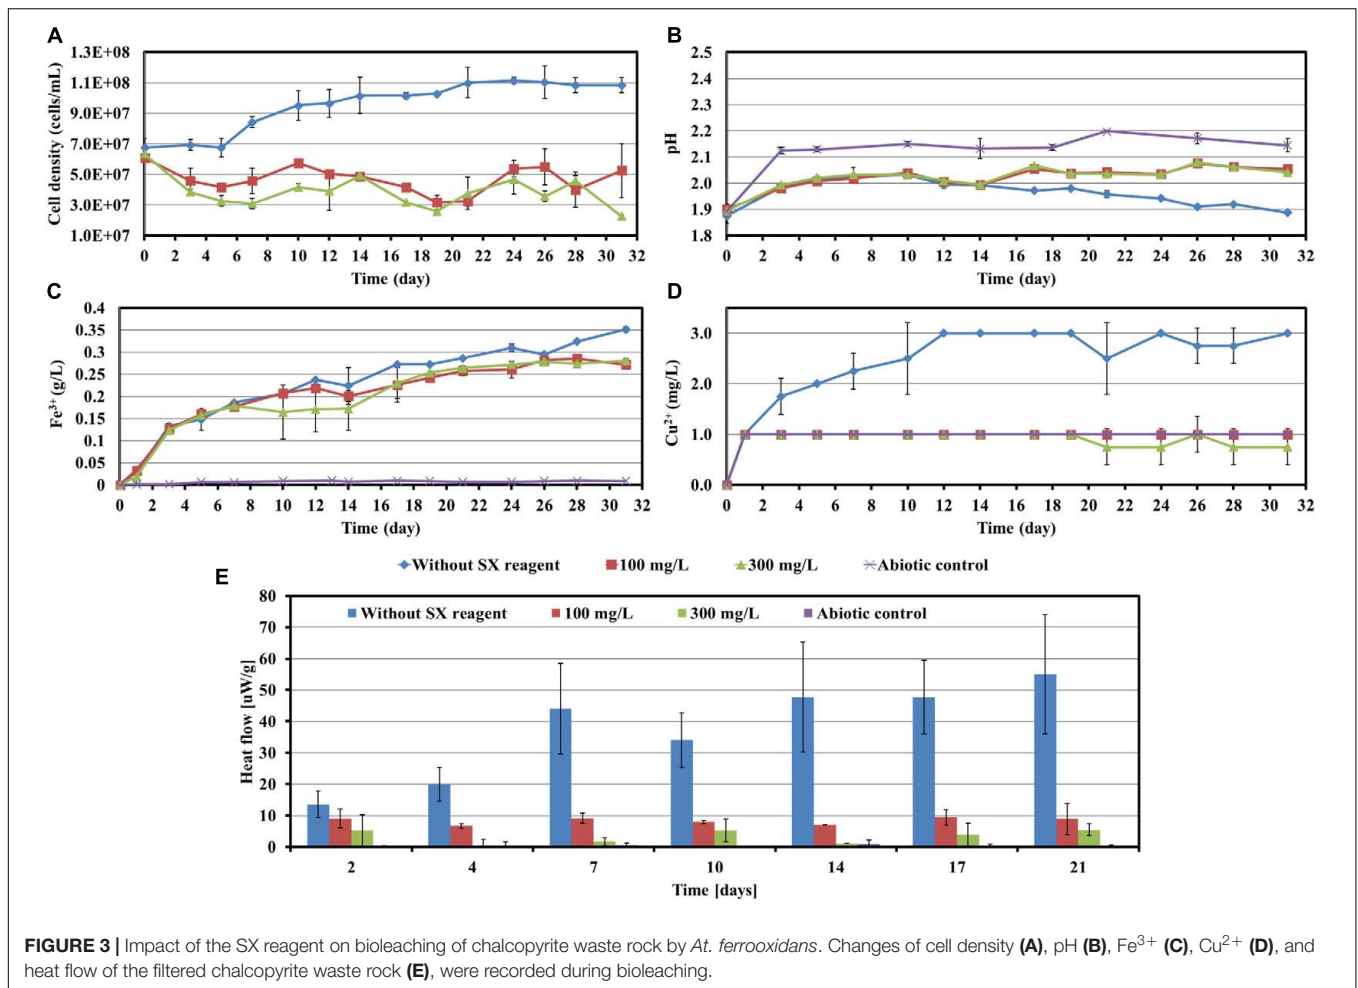 A
B
1.3E+08
1.1E+08
9.0E+07
7.0E+07
5.0E+07
3.0E+07
1.0E+07
Cell density (cells/mL)
0 2 4 6 8 10 12 14 16 18 20 22 24 26 28 30 32
Time (day)
2.5
2.4
2.3
2.2
2.1
2.0
1.9
1.8
pH
0 2 4 6 8 10 12 14 16 18 20 22 24 26 28 30 32
Time (day)
C
D
0.4
0.35
0.3
0.25
0.2
0.15
0.1
0.05
0
Fe³⁺ (g/L)
0 2 4 6 8 10 12 14 16 18 20 22 24 26 28 30 32
Time (day)
3.0
2.0
1.0
0.0
Cu²⁺ (mg/L)
0 2 4 6 8 10 12 14 16 18 20 22 24 26 28 30 32
Time (day)
Without SX reagent 100 mg/L 300 mg/L Abiotic control
E
80
70
60
50
40
30
20
10
0
Heat flow [uW/g]
Without SX reagent 100 mg/L 300 mg/L Abiotic control
2 4 7 10 14 17 21
Time [days]
FIGURE 3 | Impact of the SX reagent on bioleaching of chalcopyrite waste rock by At. ferrooxidans. Changes of cell density (A), pH (B), Fe³⁺ (C), Cu²⁺ (D), and
heat flow of the filtered chalcopyrite waste rock (E), were recorded during bioleaching.